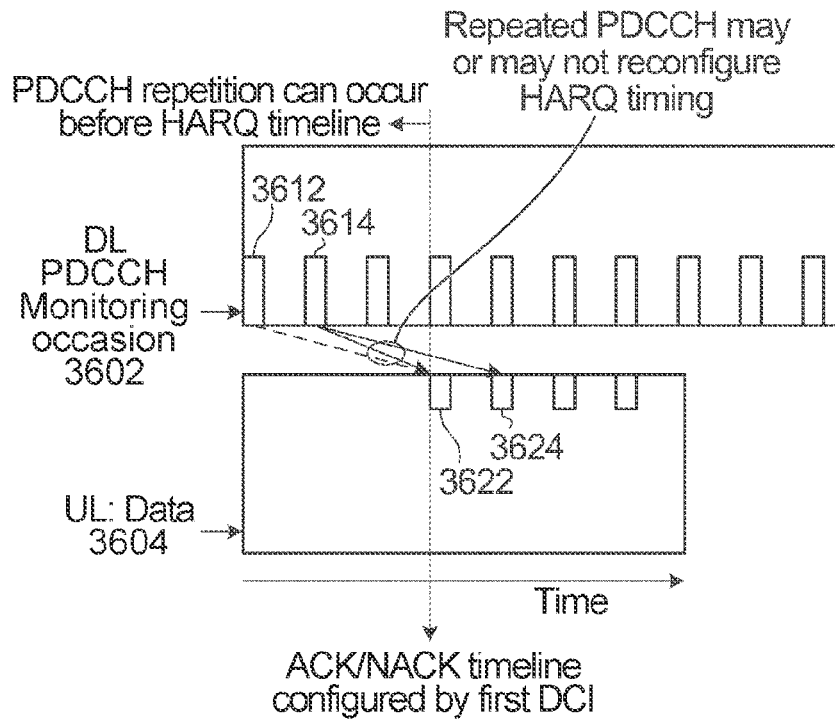 Repeated PDCCH may
or may not reconfigure
HARQ timing
PDCCH repetition can occur
before HARQ timeline
3612
3614
DL
PDCCH
Monitoring
occasion
3602
3624
3622
UL: Data
3604
Time
ACK/NACK timeline
configured by first DCI